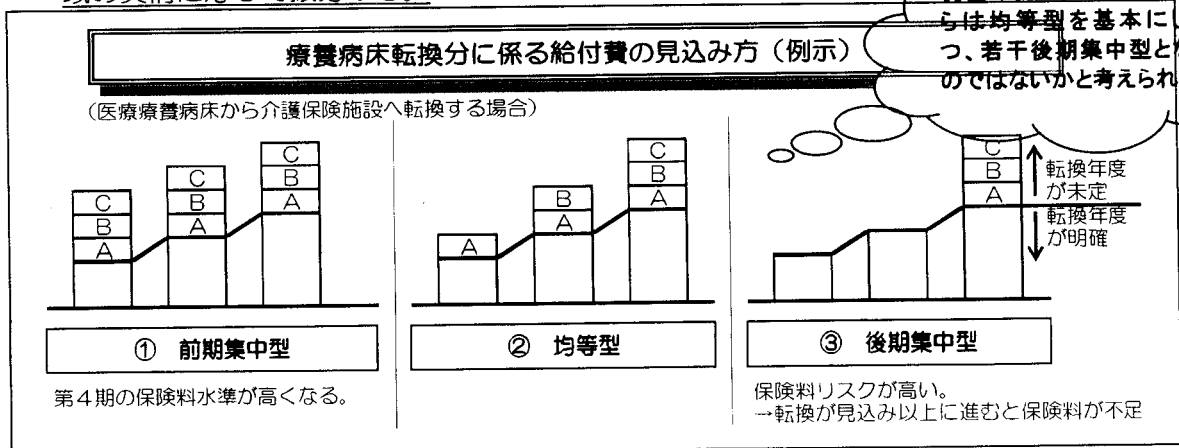 らは均等型を基本にし
つ、若干後期集中型とな
のではないかと考えられ
療養病床転換分に係る給付費の見込み方（例示）
（医療療養病床から介護保険施設へ転換する場合）
C
B
A
C
B
A
C
B
A
① 前期集中型
第４期の保険料水準が高くなる。
A
B
A
C
B
A
② 均等型
C
B
A
転換年度
が未定
転換年度
が明確
③ 後期集中型
保険料リスクが高い。
→転換が見込み以上に進むと保険料が不足